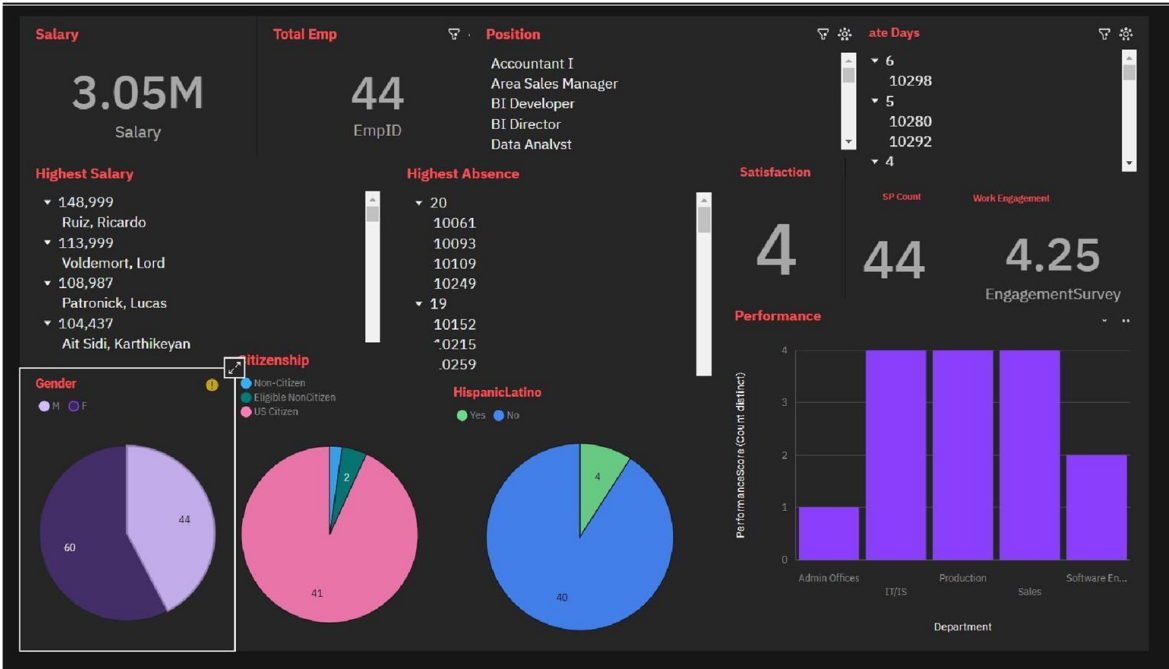 Salary
3.05M
Salary
Total Emp
44
EmpID
Position
Accountant I
Area Sales Manager
BI Developer
BI Director
Data Analyst
ate Days
6
10298
5
10280
10292
4
Highest Salary
148,999
Ruiz, Ricardo
113,999
Voldemort, Lord
108,987
Patronick, Lucas
104,437
Ait Sidi, Karthikeyan
Highest Absence
20
10061
10093
10109
10249
19
10152
0215
0259
Satisfaction
4
SP Count
44
Work Engagement
4.25
EngagementSurvey
Gender
M F
44
60
Citizenship
Non-Citizen
Eligible NonCitizen
US Citizen
2
41
HispanicLatino
Yes No
4
40
Performance
PerformanceScore (Count distinct)
4
3
2
1
0
Admin Offices
IT/IS
Production
Sales
Software En...
Department